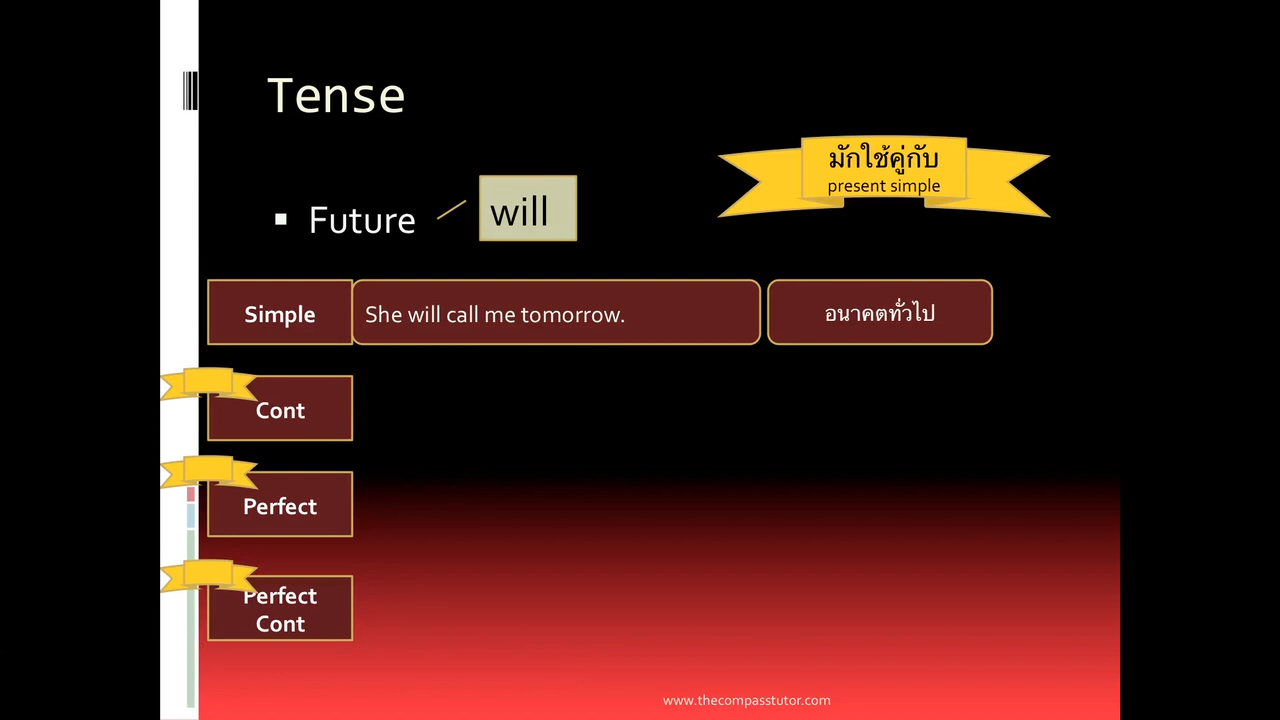 Tense
มักใช้คู่กับ
present simple
Future
will
Simple
She will call me tomorrow.
อนาคตทั่วไป
Cont
Perfect
Perfect
Cont
www.thecompasstutor.com